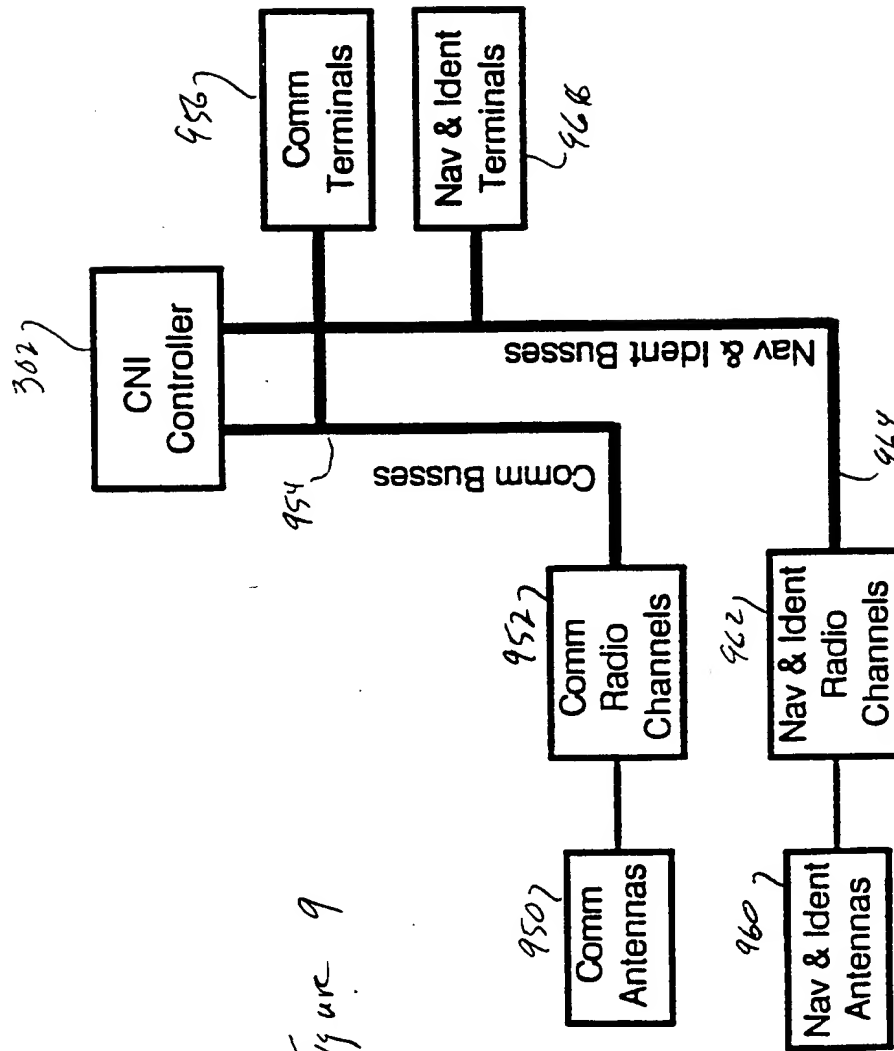 302
CNI
Controller
956
Comm
Terminals
Nav & Ident
Terminals
954
Comm Busses
Nav & Ident Busses
964
952
Comm
Radio
Channels
962
Nav & Ident
Radio
Channels
950
Comm
Antennas
960
Nav & Ident
Antennas
Figure 9